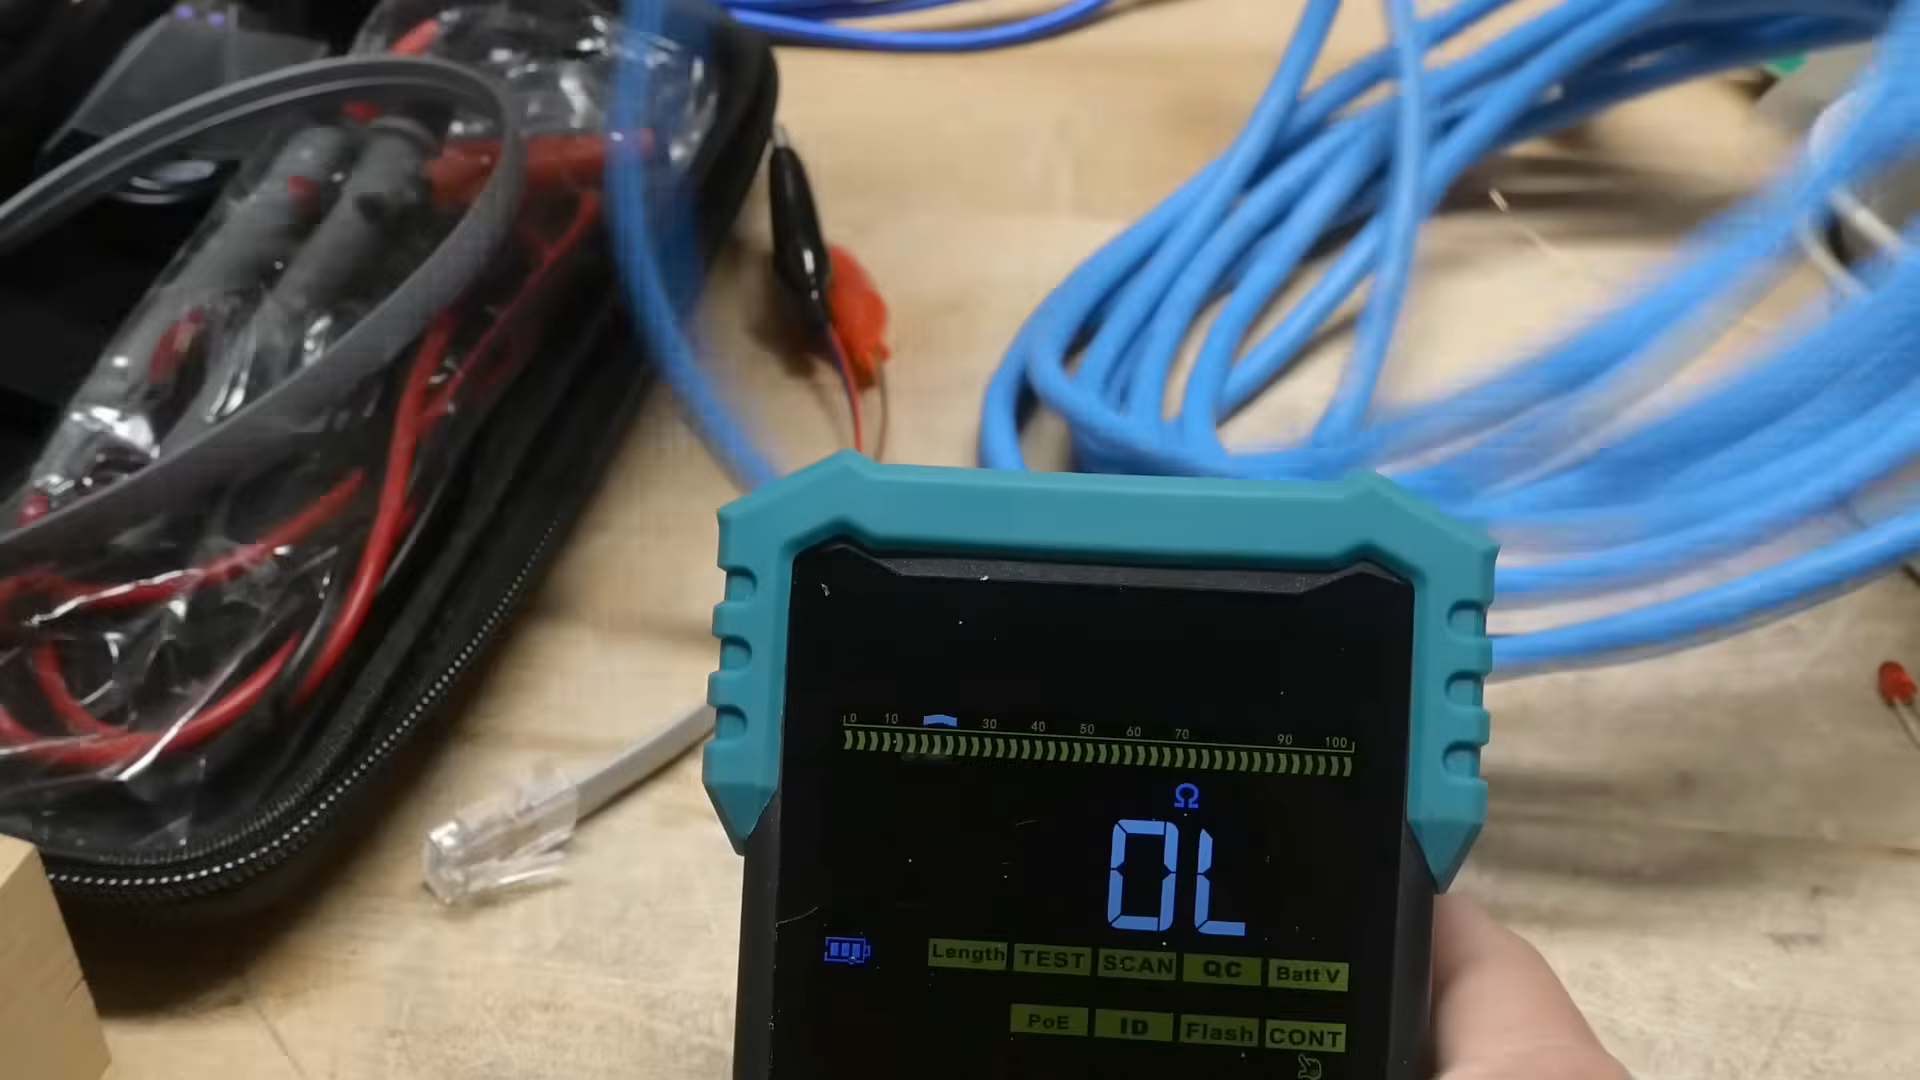 0 10 30 40 50 60 70 90 100
Ω
OL
Length TEST SCAN QC Batt V
PoE ID Flash CONT